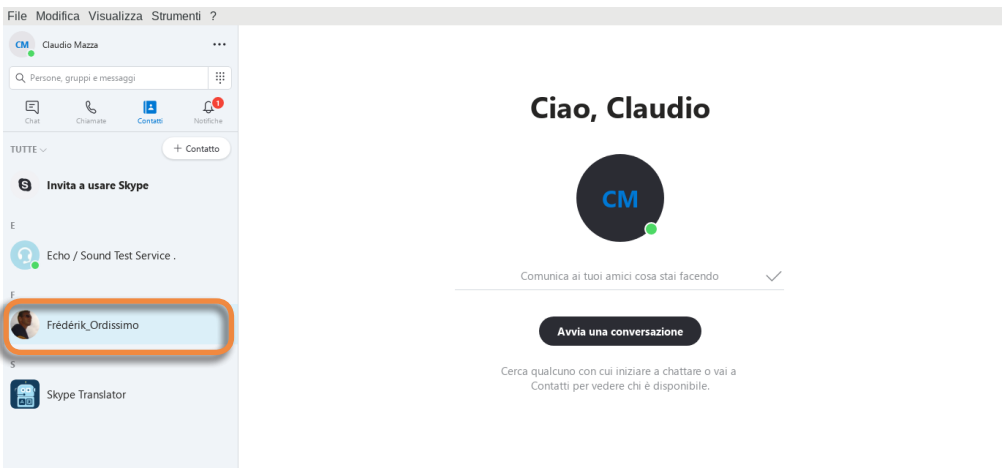 File Modifica Visualizza Strumenti ?
CM Claudio Mazza ...
Persone, gruppi e messaggi
1
Chat Chiamate Contatti Notifiche
TUTTE + Contatto
S Invita a usare Skype
E
Echo / Sound Test Service .
F
Frédérik_Ordissimo
S
Skype Translator
Ciao, Claudio
CM
Comunica ai tuoi amici cosa stai facendo
Avvia una conversazione
Cerca qualcuno con cui iniziare a chattare o vai a
Contatti per vedere chi è disponibile.